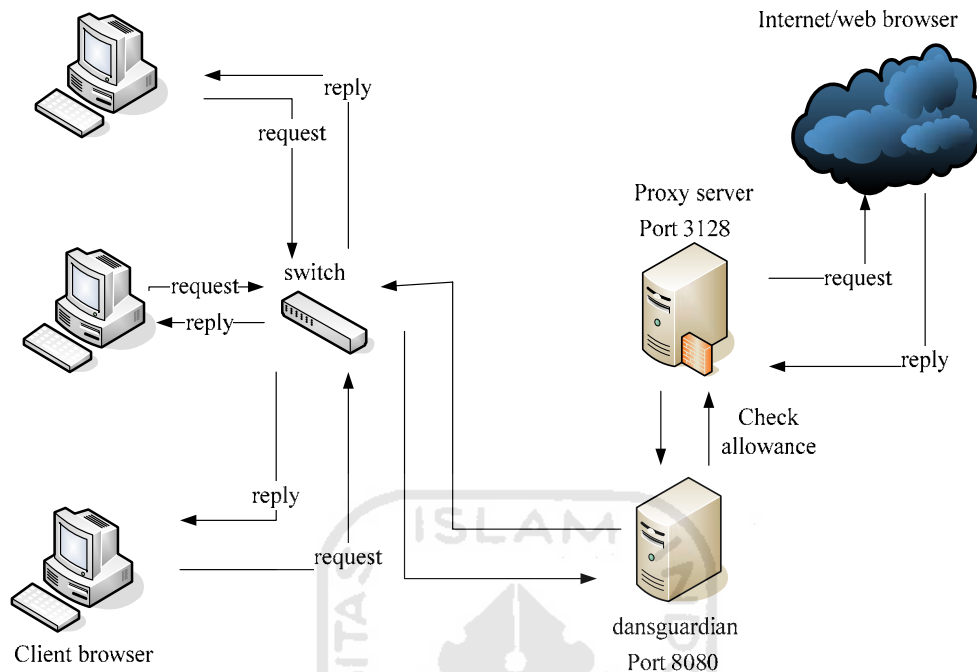 Internet/web browser
reply
request
Proxy server
Port 3128
switch
request
request
reply
reply
Check
allowance
reply
ISLAM
request
dansguardian
Port 8080
Client browser